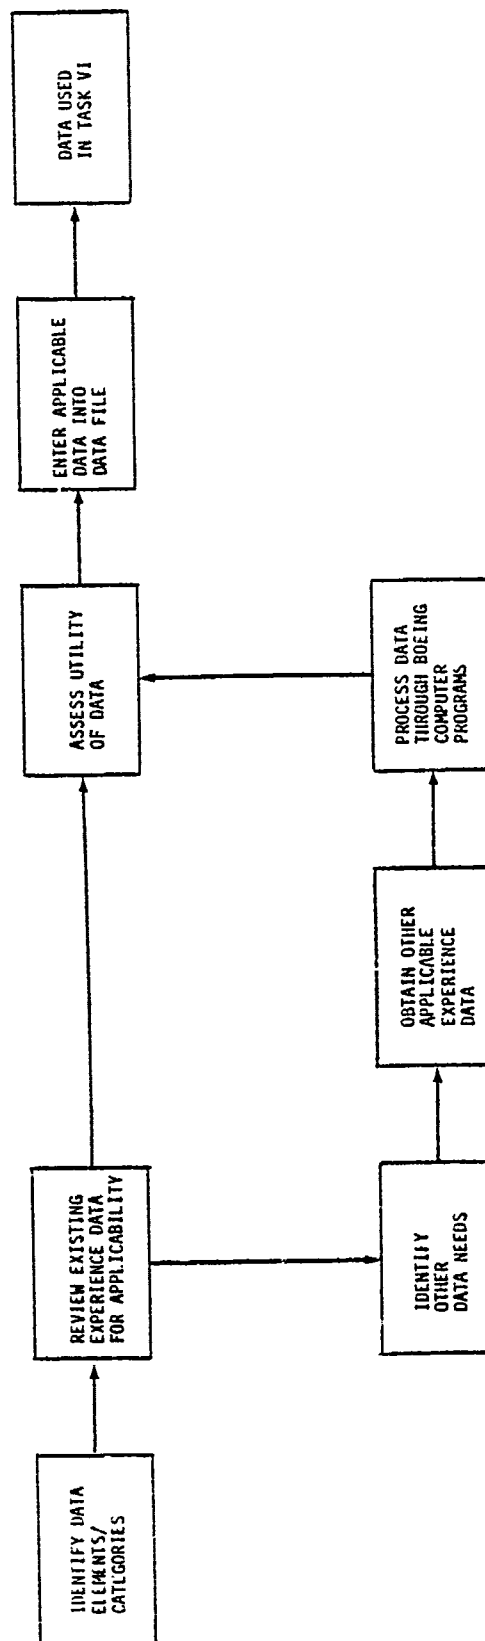 IDENTIFY DATA
ELEMENTS/
CATEGORIES
REVIEW EXISTING
EXPERIENCE DATA
FOR APPLICABILITY
ASSESS UTILITY
OF DATA
ENTER APPLICABLE
DATA INTO
DATA FILE
DATA USED
IN TASK VI
IDENTIFY
OTHER
DATA NEEDS
OBTAIN OTHER
APPLICABLE
EXPERIENCE
DATA
PROCESS DATA
THROUGH BOEING
COMPUTER
PROGRAMS